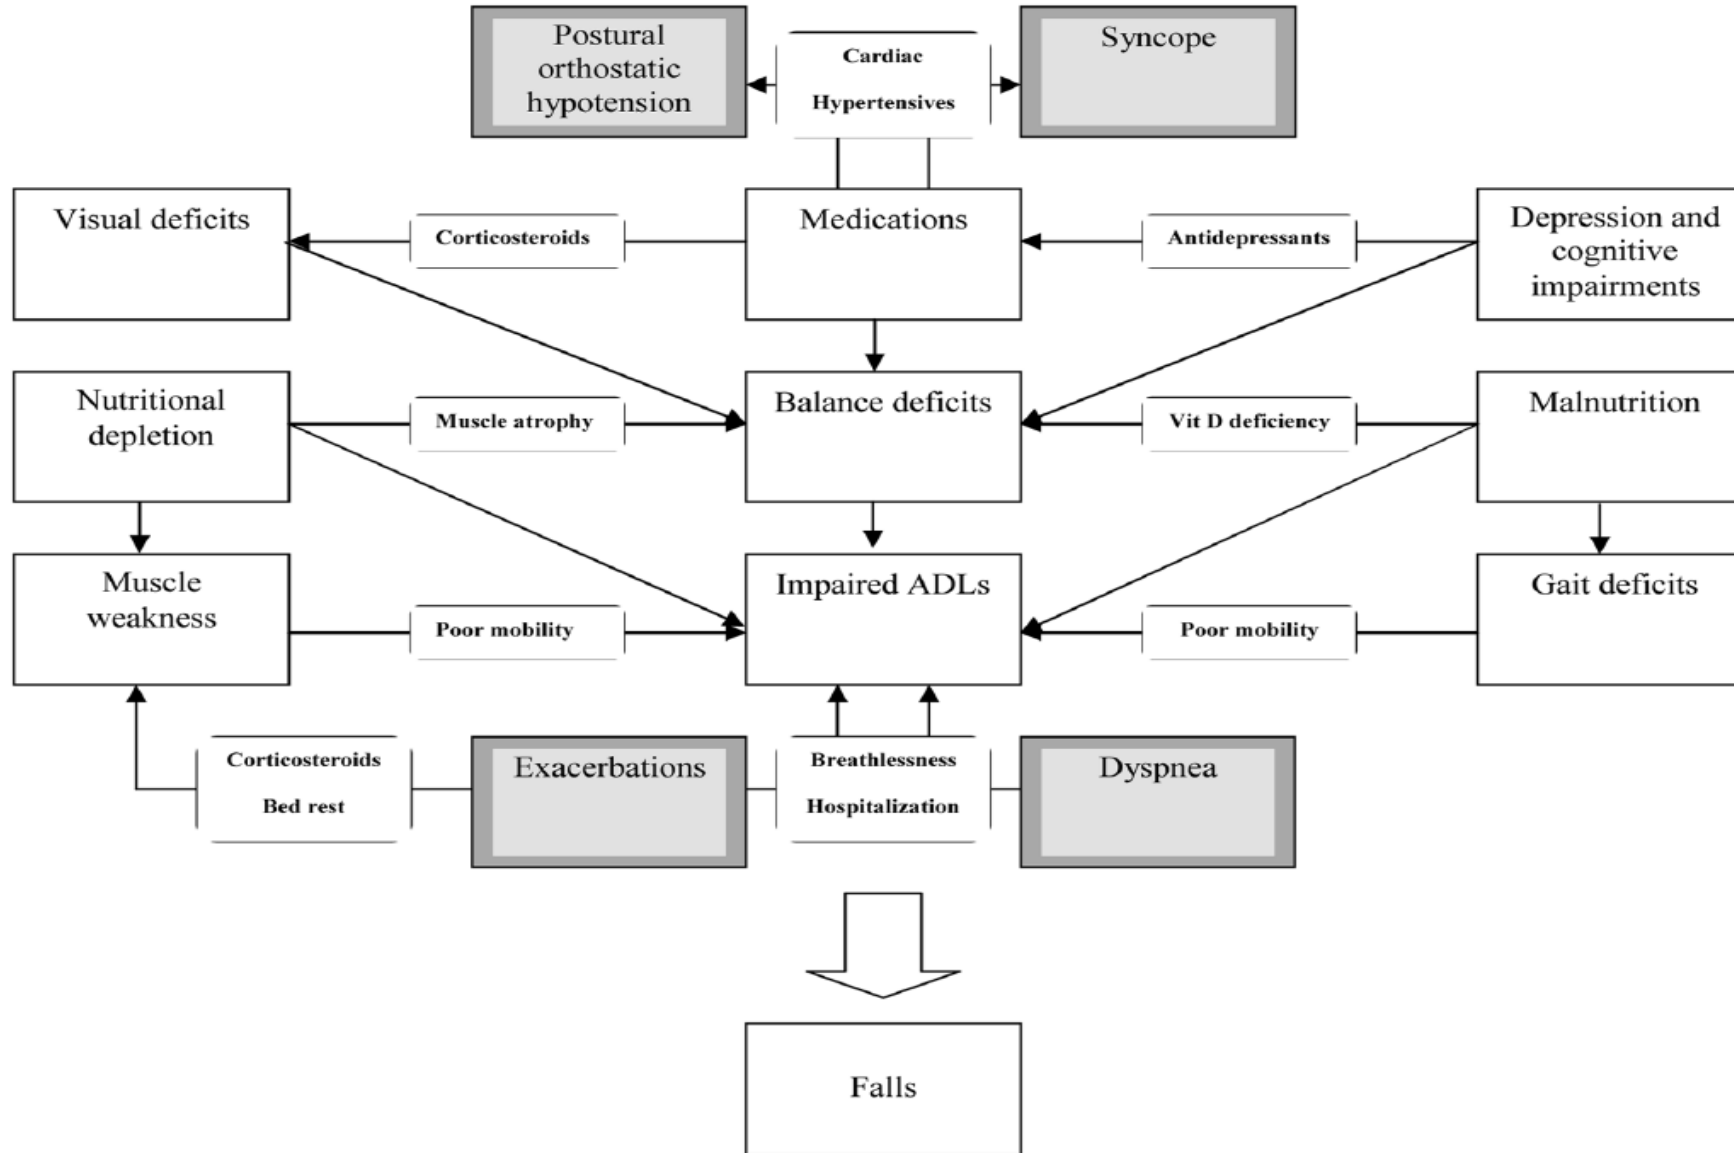 Postural
orthostatic
hypotension
Cardiac
Hypertensives
Syncope
Visual deficits
Corticosteroids
Medications
Antidepressants
Depression and
cognitive
impairments
Nutritional
depletion
Muscle atrophy
Balance deficits
Vit D deficiency
Malnutrition
Muscle
weakness
Poor mobility
Impaired ADLs
Poor mobility
Gait deficits
Corticosteroids
Bed rest
Exacerbations
Breathlessness
Hospitalization
Dyspnea
Falls